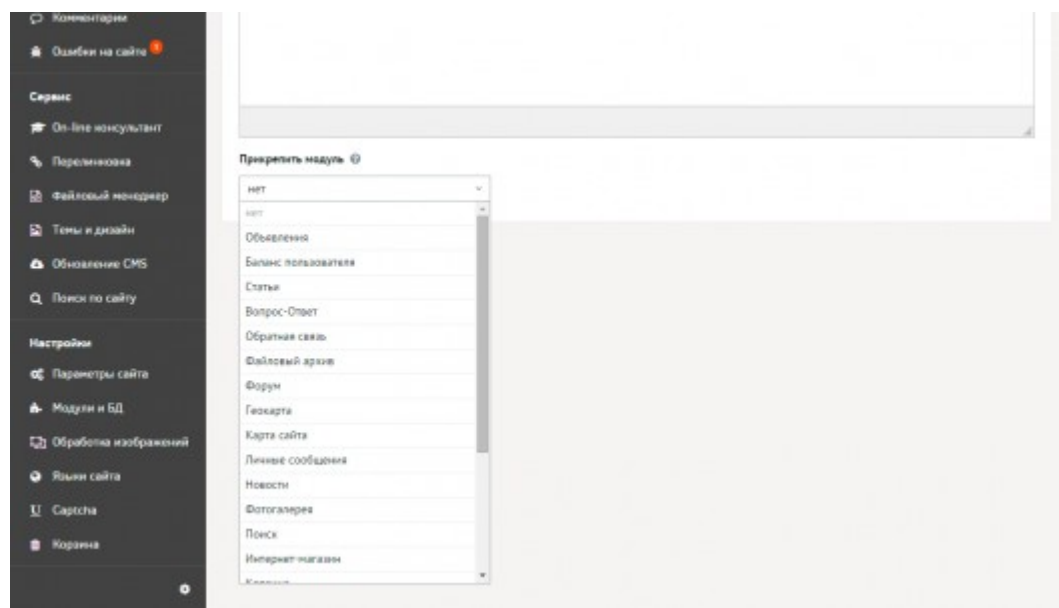 Комментарии
Ошибки на сайте
Сервис
On-line консультант
Перелинковка
Файловый менеджер
Темы и дизайн
Обновление CMS
Поиск по сайту
Настройки
Параметры сайта
Модули и БД
Обработка изображений
Языки сайта
Captcha
Корзина
Прикрепить модуль
нет
нет
Объявления
Баланс пользователя
Статьи
Вопрос-Ответ
Обратная связь
Файловый архив
Форум
Геокарта
Карта сайта
Личные сообщения
Новости
Фотогалерея
Поиск
Интернет-магазин